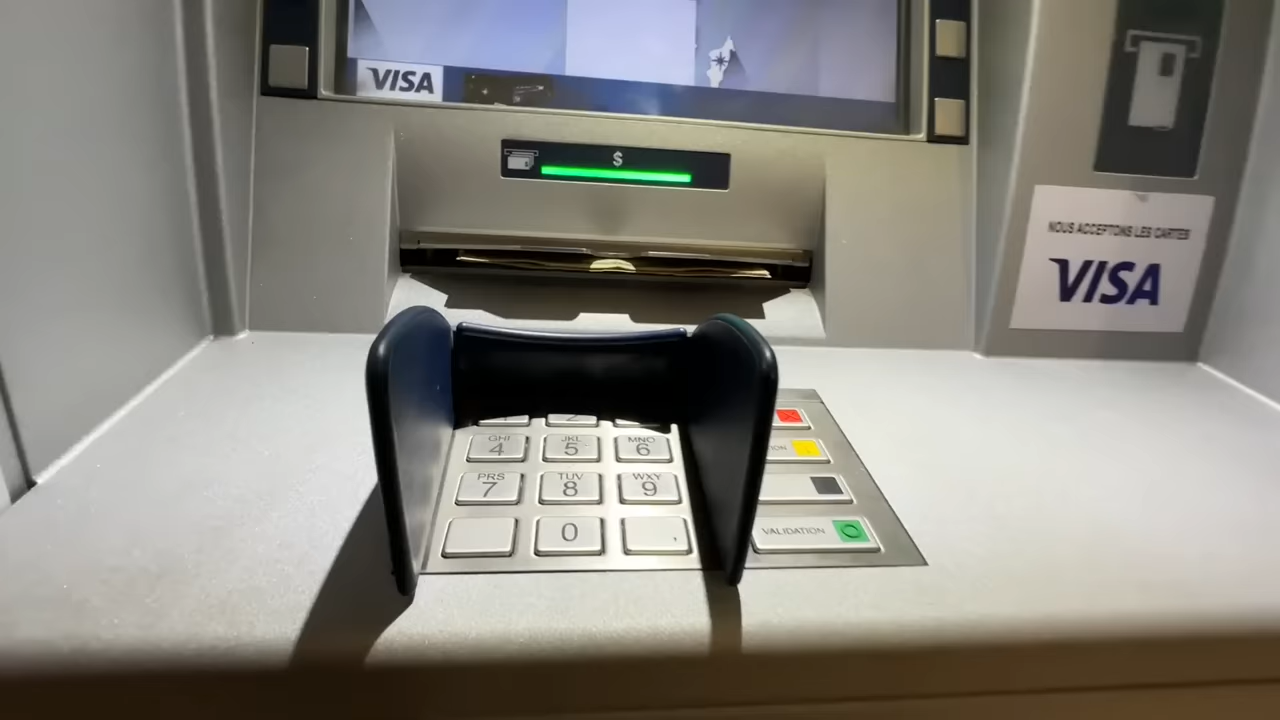 VISA
$
NOUS ACCEPTONS LES CARTES
VISA
GHI
4
JKL
5
MNO
6
PRS
7
TUV
8
WXY
9
0
VALIDATION